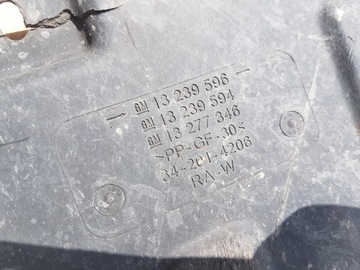 GM 13 239 596
GM 13 239 594
GM 13 277 346
>PP-GF-30<
34-201-4206
RA-W